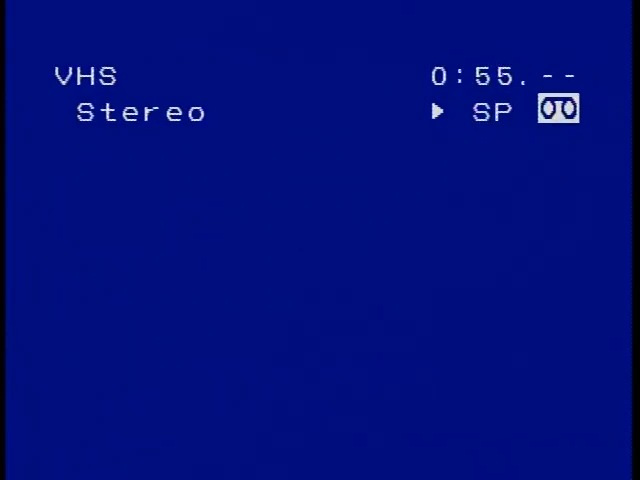 VHS 0:55.--
Stereo ▶ SP